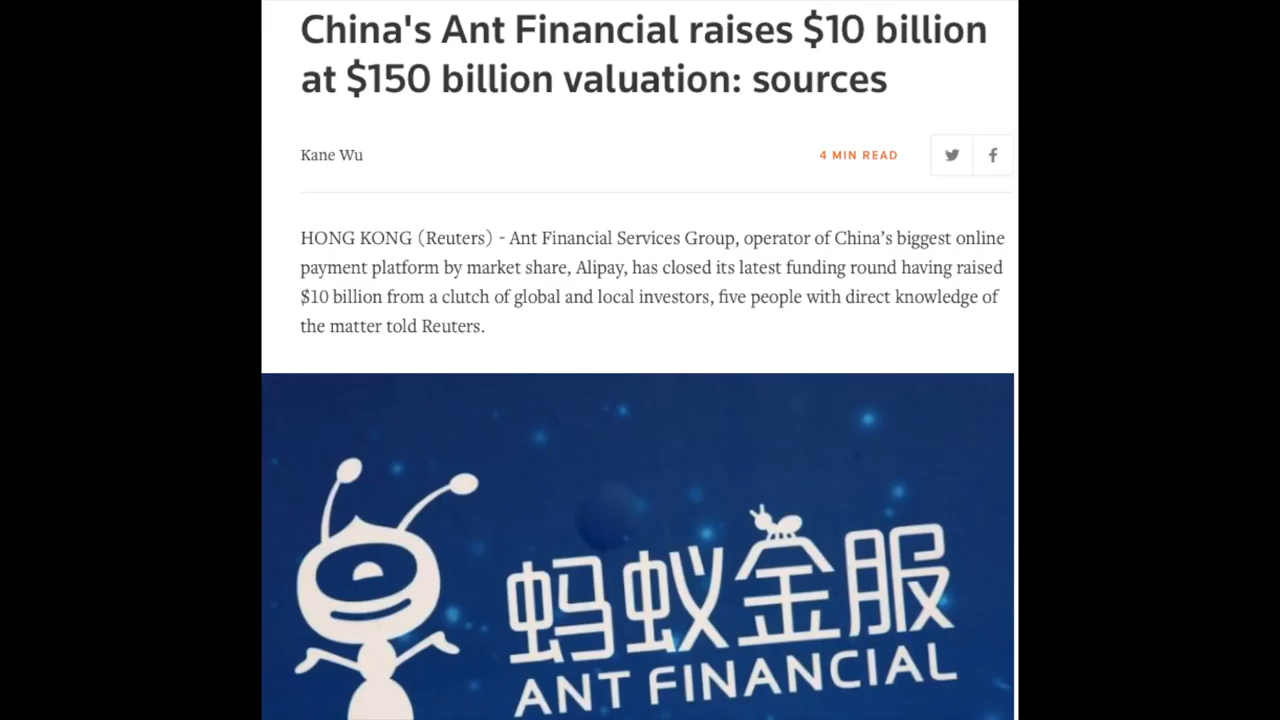 China's Ant Financial raises $10 billion
at $150 billion valuation: sources
Kane Wu
4 MIN READ
HONG KONG (Reuters) - Ant Financial Services Group, operator of China’s biggest online
payment platform by market share, Alipay, has closed its latest funding round having raised
$10 billion from a clutch of global and local investors, five people with direct knowledge of
the matter told Reuters.
蚂蚁金服
ANT FINANCIAL